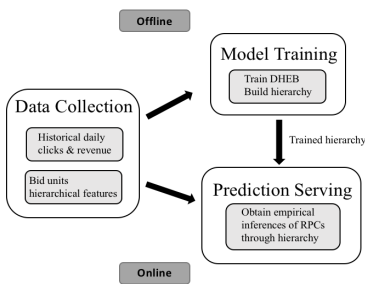 Offline
Model Training
Train DHEB
Build hierarchy
Data Collection
Historical daily
clicks & revenue
Bid units
hierarchical features
Trained hierarchy
Prediction Serving
Obtain empirical
inferences of RPCs
through hierarchy
Online